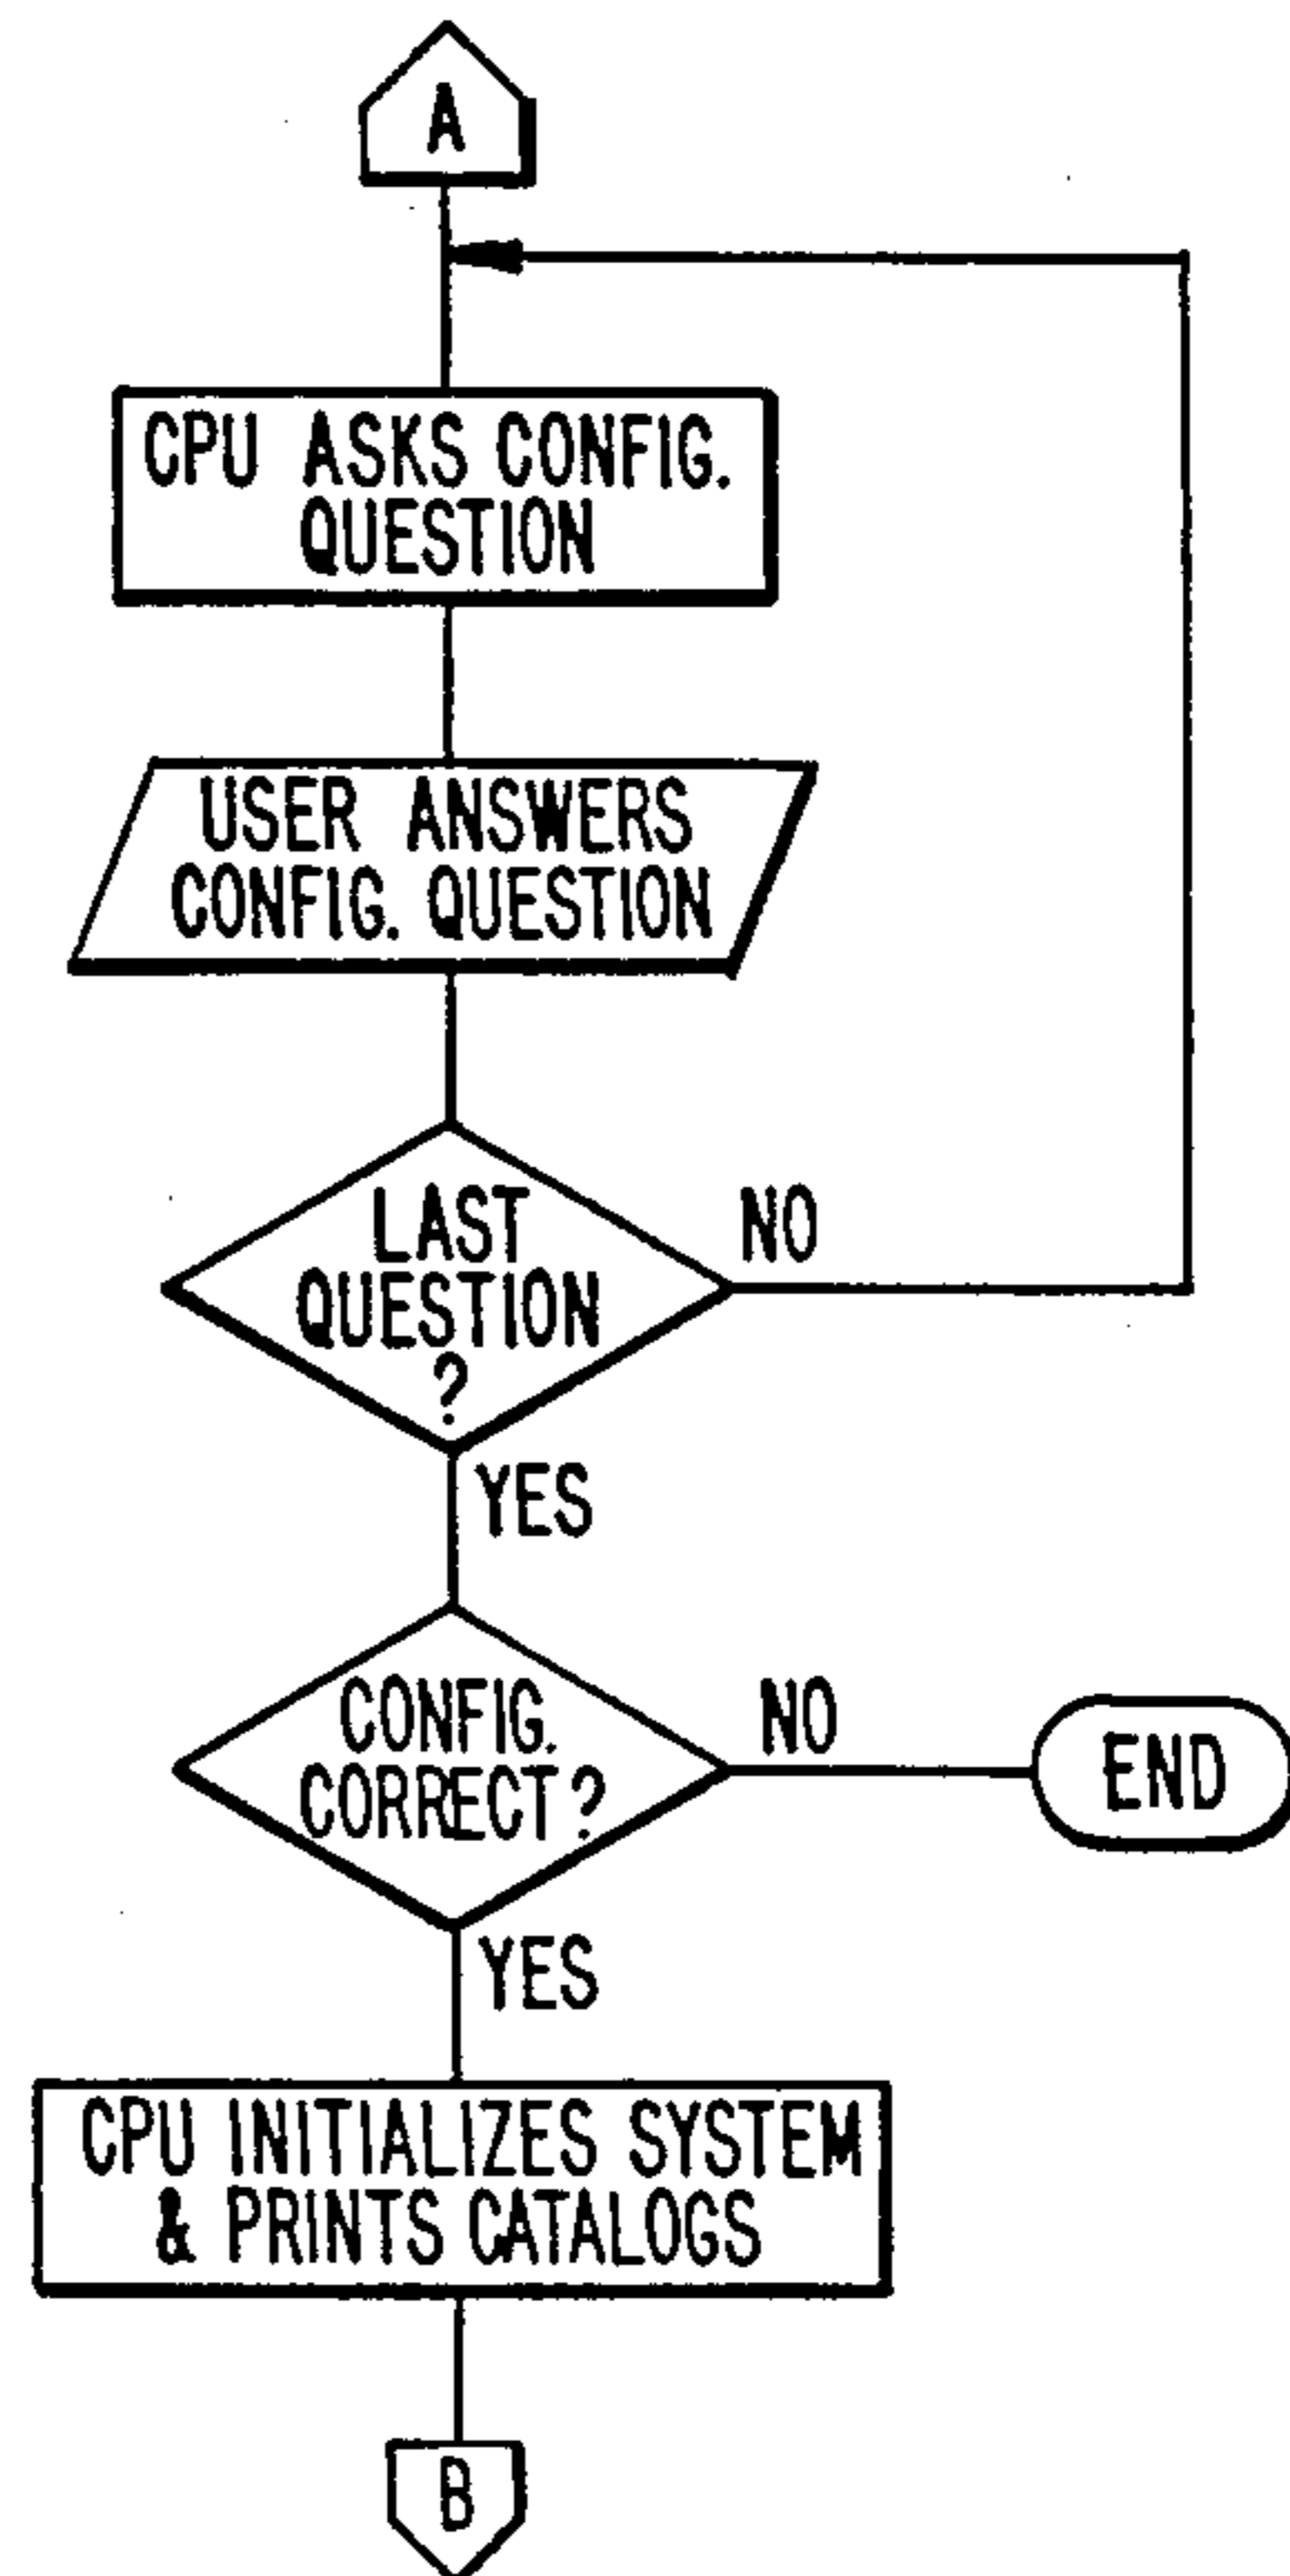 A
CPU ASKS CONFIG.
QUESTION
USER ANSWERS
CONFIG. QUESTION
LAST
QUESTION
?
NO
YES
CONFIG.
CORRECT?
NO
END
YES
CPU INITIALIZES SYSTEM
& PRINTS CATALOGS
B